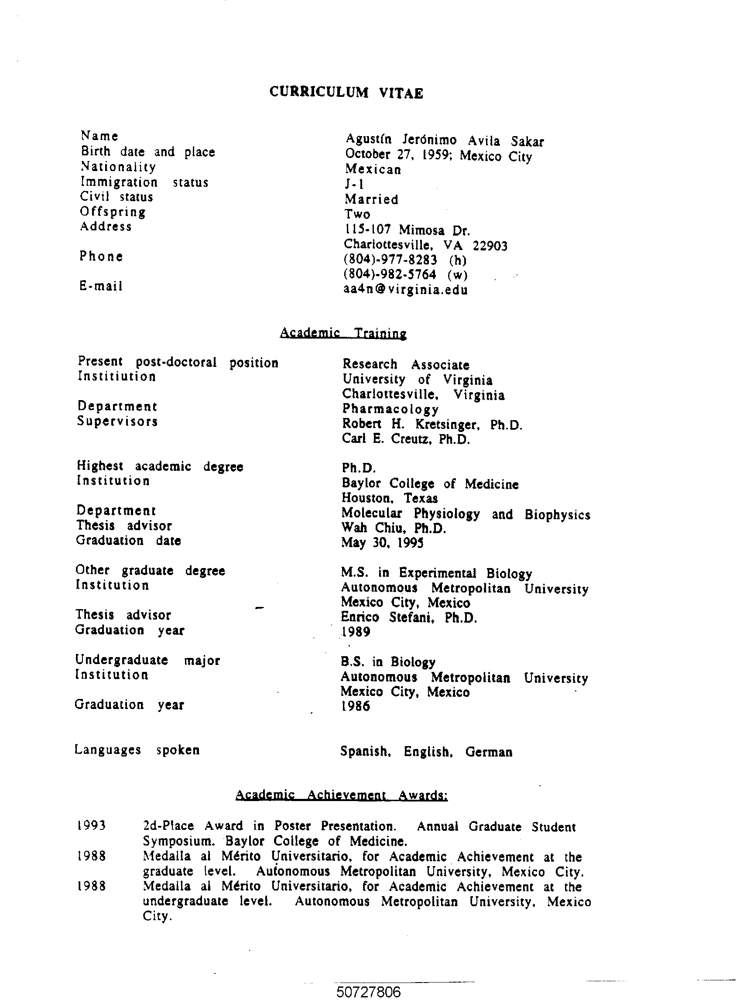 CURRICULUM VITAE
Name Agustín Jerónimo Avila Sakar
Birth date and place October 27, 1959; Mexico City
Nationality Mexican
Immigration status J-1
Civil status Married
Offspring Two
Address 115-107 Mimosa Dr.
Charlottesville, VA 22903
Phone (804)-977-8283 (h)
(804)-982-5764 (w)
E-mail aa4n@virginia.edu
Academic Training
Present post-doctoral position Research Associate
Institiution University of Virginia
Charlottesville, Virginia
Department Pharmacology
Supervisors Robert H. Kretsinger, Ph.D.
Carl E. Creutz, Ph.D.
Highest academic degree Ph.D.
Institution Baylor College of Medicine
Houston, Texas
Department Molecular Physiology and Biophysics
Thesis advisor Wah Chiu, Ph.D.
Graduation date May 30, 1995
Other graduate degree M.S. in Experimental Biology
Institution Autonomous Metropolitan University
Mexico City, Mexico
Thesis advisor Enrico Stefani, Ph.D.
Graduation year 1989
Undergraduate major B.S. in Biology
Institution Autonomous Metropolitan University
Mexico City, Mexico
Graduation year 1986
Languages spoken Spanish, English, German
Academic Achievement Awards:
1993 2d-Place Award in Poster Presentation. Annual Graduate Student
Symposium. Baylor College of Medicine.
1988 Medalla al Mérito Universitario, for Academic Achievement at the
graduate level. Autonomous Metropolitan University, Mexico City.
1988 Medalla al Mérito Universitario, for Academic Achievement at the
undergraduate level. Autonomous Metropolitan University, Mexico
City.
50727806